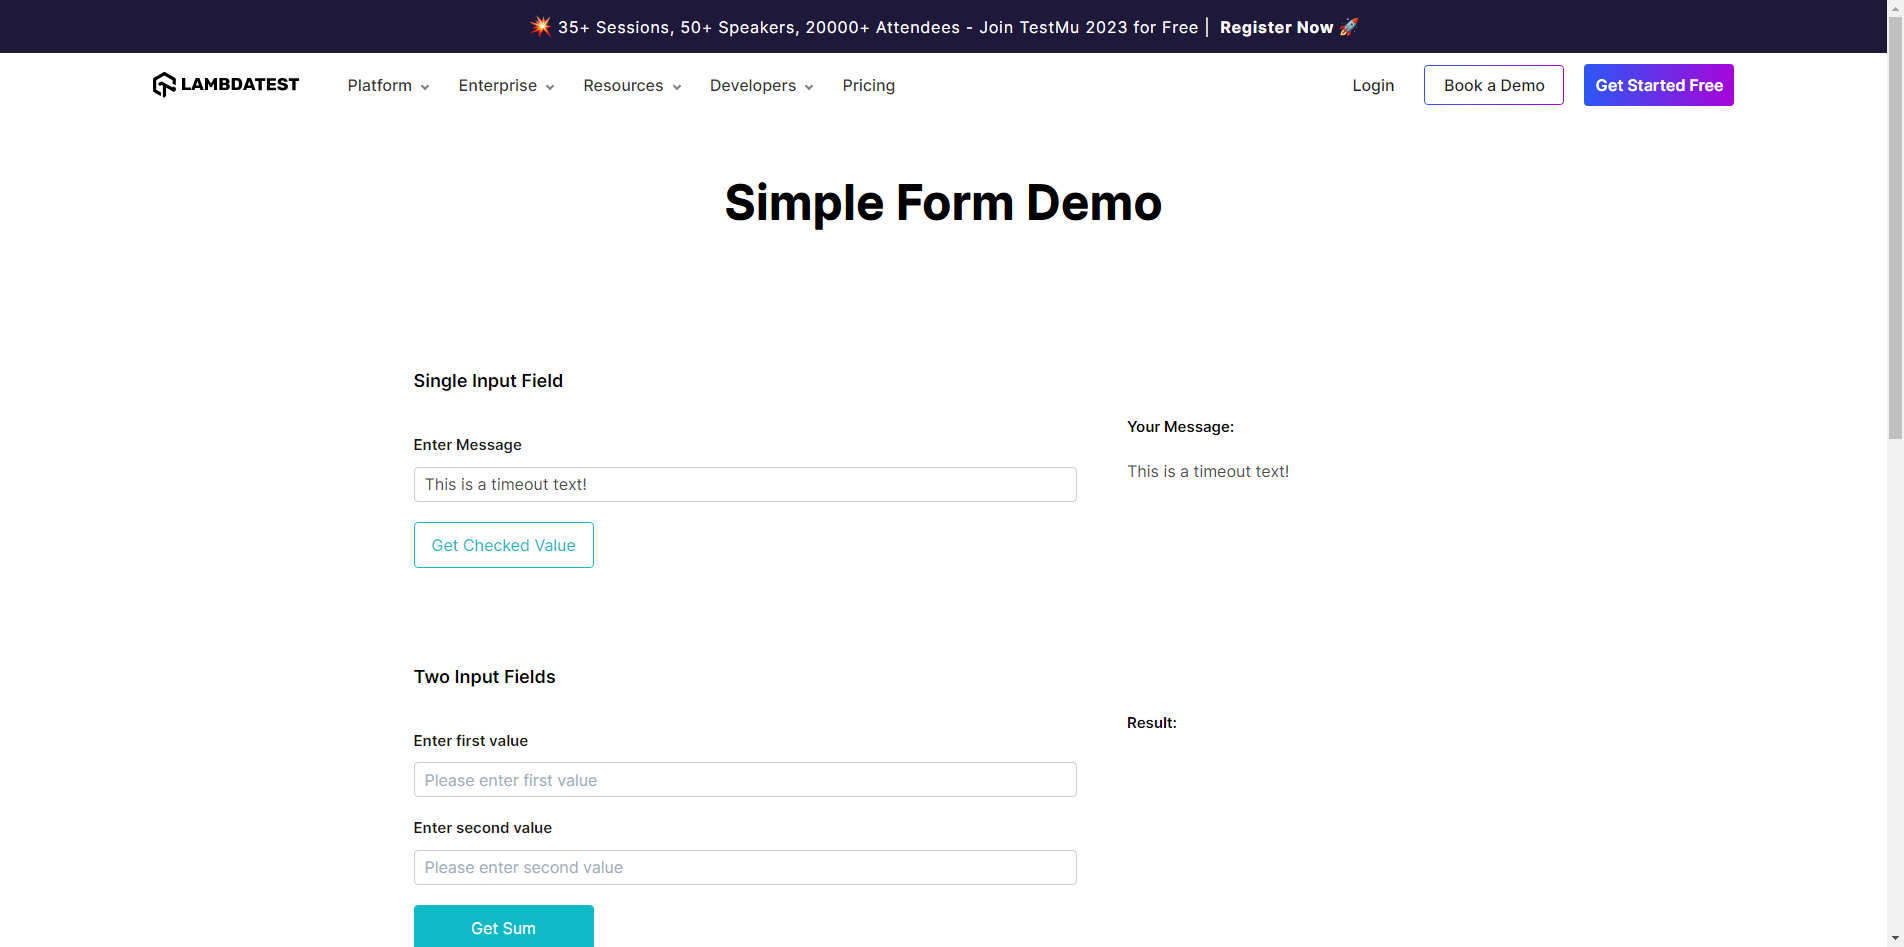 💥 35+ Sessions, 50+ Speakers, 20000+ Attendees - Join TestMu 2023 for Free | Register Now 🚀
LAMBDATEST Platform Enterprise Resources Developers Pricing Login Book a Demo Get Started Free
Simple Form Demo
Single Input Field
Your Message:
Enter Message
This is a timeout text!
This is a timeout text!
Get Checked Value
Two Input Fields
Result:
Enter first value
Please enter first value
Enter second value
Please enter second value
Get Sum